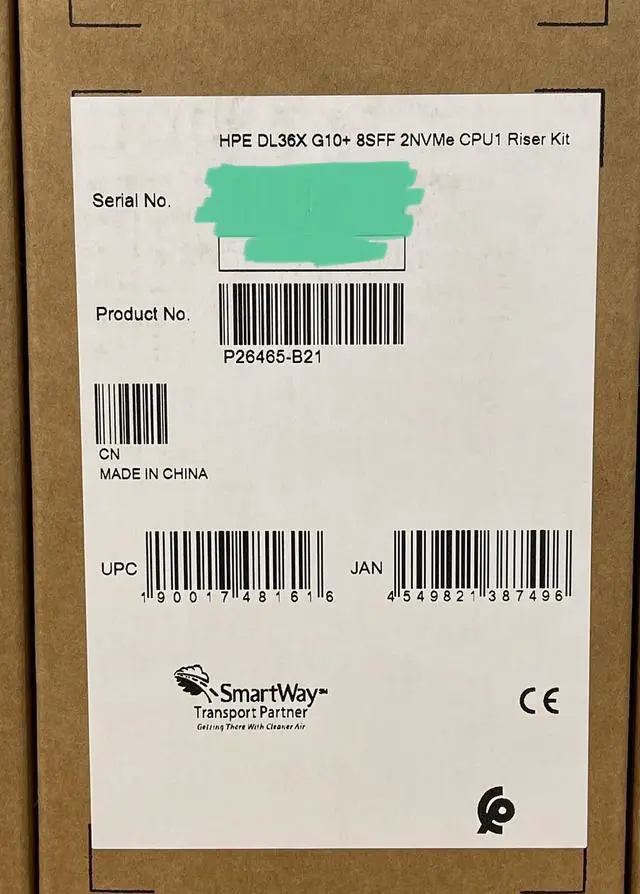 HPE DL36X G10+ 8SFF 2NVMe CPU1 Riser Kit
Serial No.
Product No.
P26465-B21
CN
MADE IN CHINA
UPC
1 90017 48161 6
JAN
4 549821 387496
SmartWay℠
Transport Partner
Getting There With Cleaner Air
CE